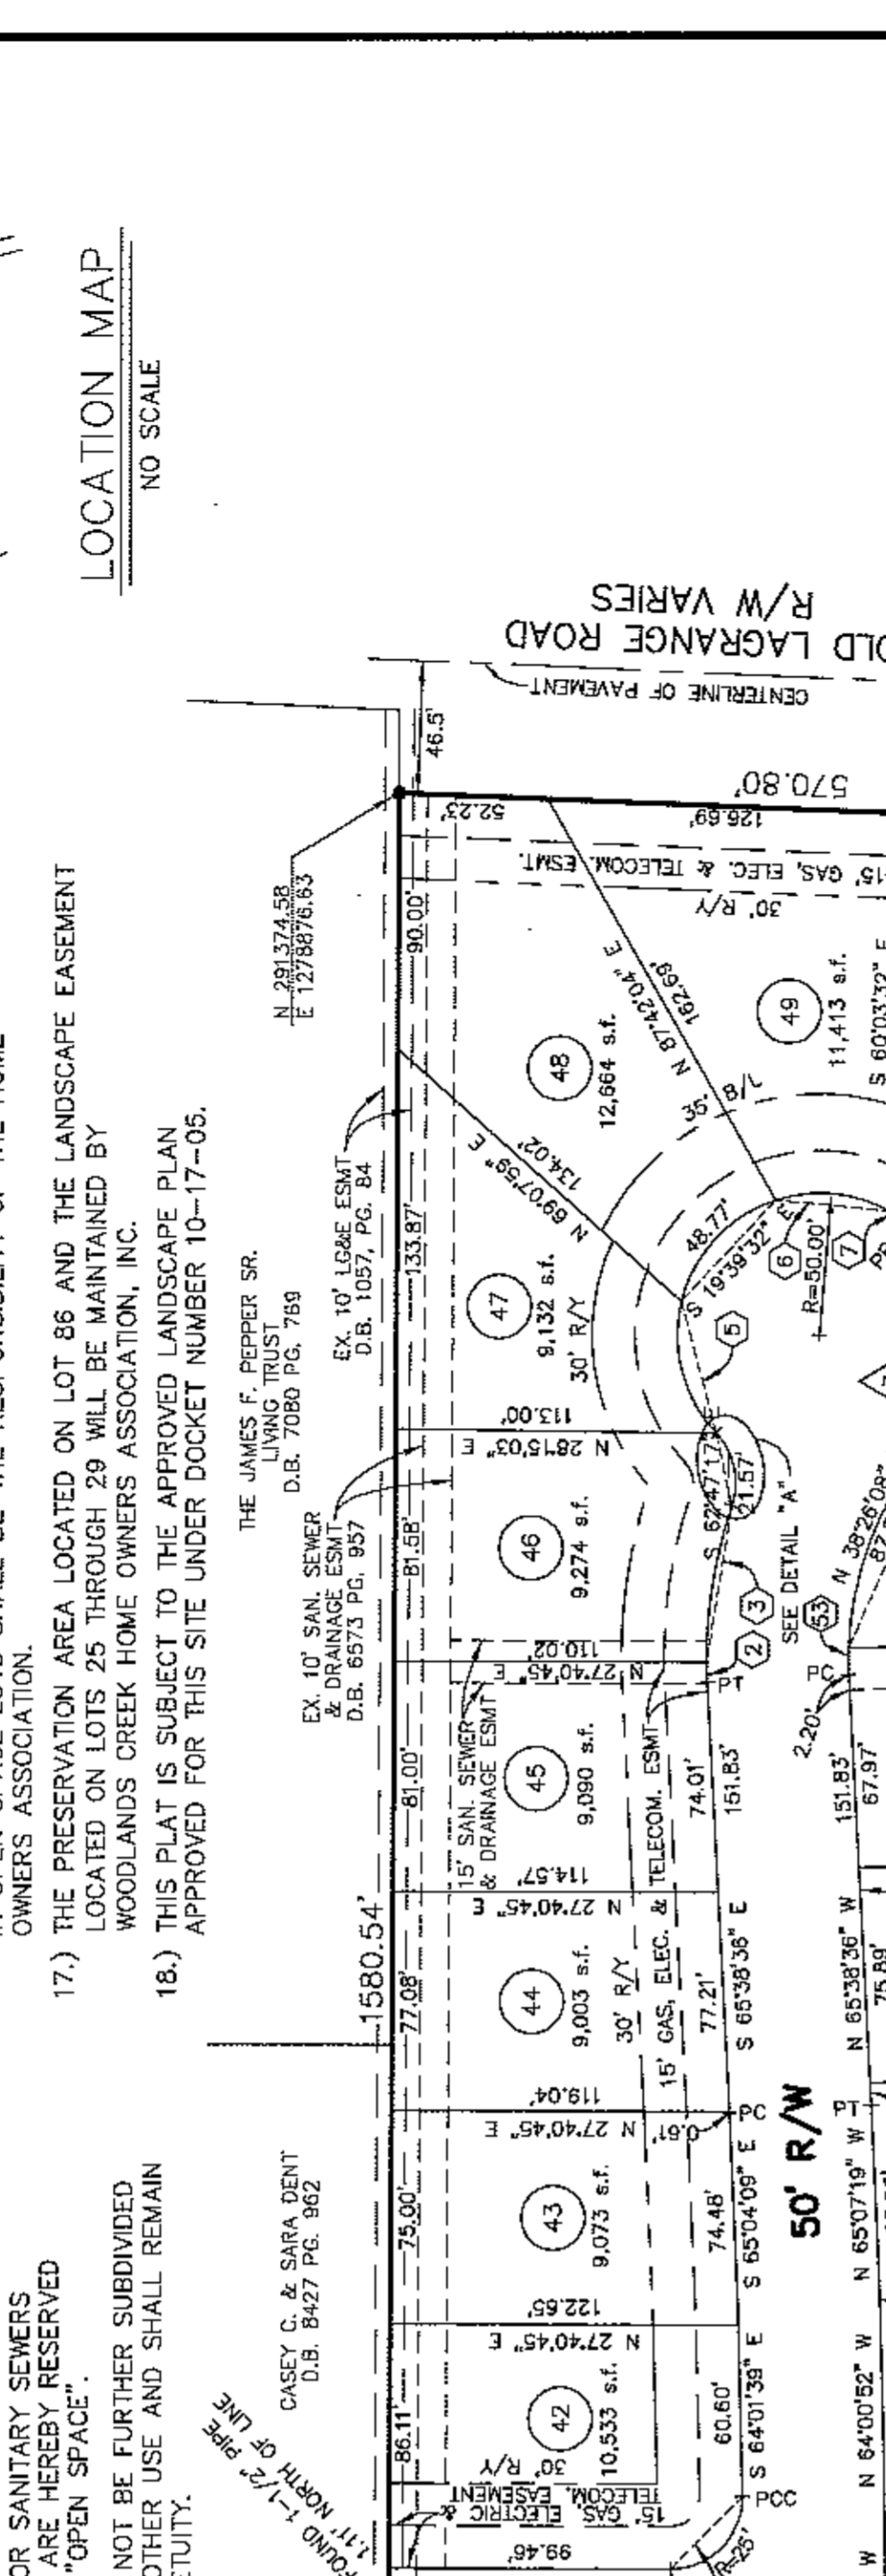 LOCATION MAP
NO SCALE
OWNERS ASSOCIATION.
17.) THE PRESERVATION AREA LOCATED ON LOT 86 AND THE LANDSCAPE EASEMENT
LOCATED ON LOTS 25 THROUGH 29 WILL BE MAINTAINED BY
WOODLANDS CREEK HOME OWNERS ASSOCIATION, INC.
18.) THIS PLAT IS SUBJECT TO THE APPROVED LANDSCAPE PLAN
APPROVED FOR THIS SITE UNDER DOCKET NUMBER 10-17-05.
OR SANITARY SEWERS
ARE HEREBY RESERVED
"OPEN SPACE".
NOT BE FURTHER SUBDIVIDED
OTHER USE AND SHALL REMAIN
LAGRANGE ROAD
R/W VARIES
CENTERLINE OF PAVEMENT
46.5'
570.80'
52.23'
126.69'
15' GAS, ELEC. & TELECOM. ESMT.
30' R/Y
N 291374.58
E 1278876.63
EX. 10' LG&E ESMT
D.B. 1057, PG. 84
THE JAMES F. PEPPER SR.
LIVING TRUST
D.B. 7080 PG. 769
EX. 10' SAN. SEWER
& DRAINAGE ESMT
D.B. 6573 PG. 957
CASEY C. & SARA DENT
D.B. 8427 PG. 962
FOUND 1-1/2" PIPE
1.11' NORTH OF LINE
1580.54'
90.00'
133.87'
81.58'
81.00'
77.08'
75.00'
86.11'
49
11,413 s.f.
S 60°03'32" E
N 87°42'04" E
162.69'
48
12,664 s.f.
35' B/L
N 69°07'59" E
134.02'
47
9,132 s.f.
30' R/Y
48.77'
S 19°39'32" E
6
7
5
R=50.00'
N 28°15'03" E
113.00'
46
9,274 s.f.
S 62°47'17" E
21.57'
SEE DETAIL "A"
3
2
53
N 38°26'08"
N 27°40'45" E
110.02'
PT
PC
2.20'
15' SAN. SEWER
& DRAINAGE ESMT
45
9,090 s.f.
74.01'
151.83'
151.83'
67.97'
N 27°40'45" E
114.57'
15' GAS, ELEC. & TELECOM. ESMT
44
9,003 s.f.
30' R/Y
77.21'
S 65°38'36" E
N 65°38'36" W
75.89'
N 27°40'45" E
119.04'
0.61'
PC
PT
50' R/W
43
9,073 s.f.
74.48'
S 65°04'09" E
N 65°07'19" W
N 27°40'45" E
122.65'
42
10,533 s.f.
30' R/Y
60.60'
S 64°01'39" E
N 64°00'52" W
15' GAS, ELECTRIC &
TELECOM. EASEMENT
PCC
99.46'
R=25'
W